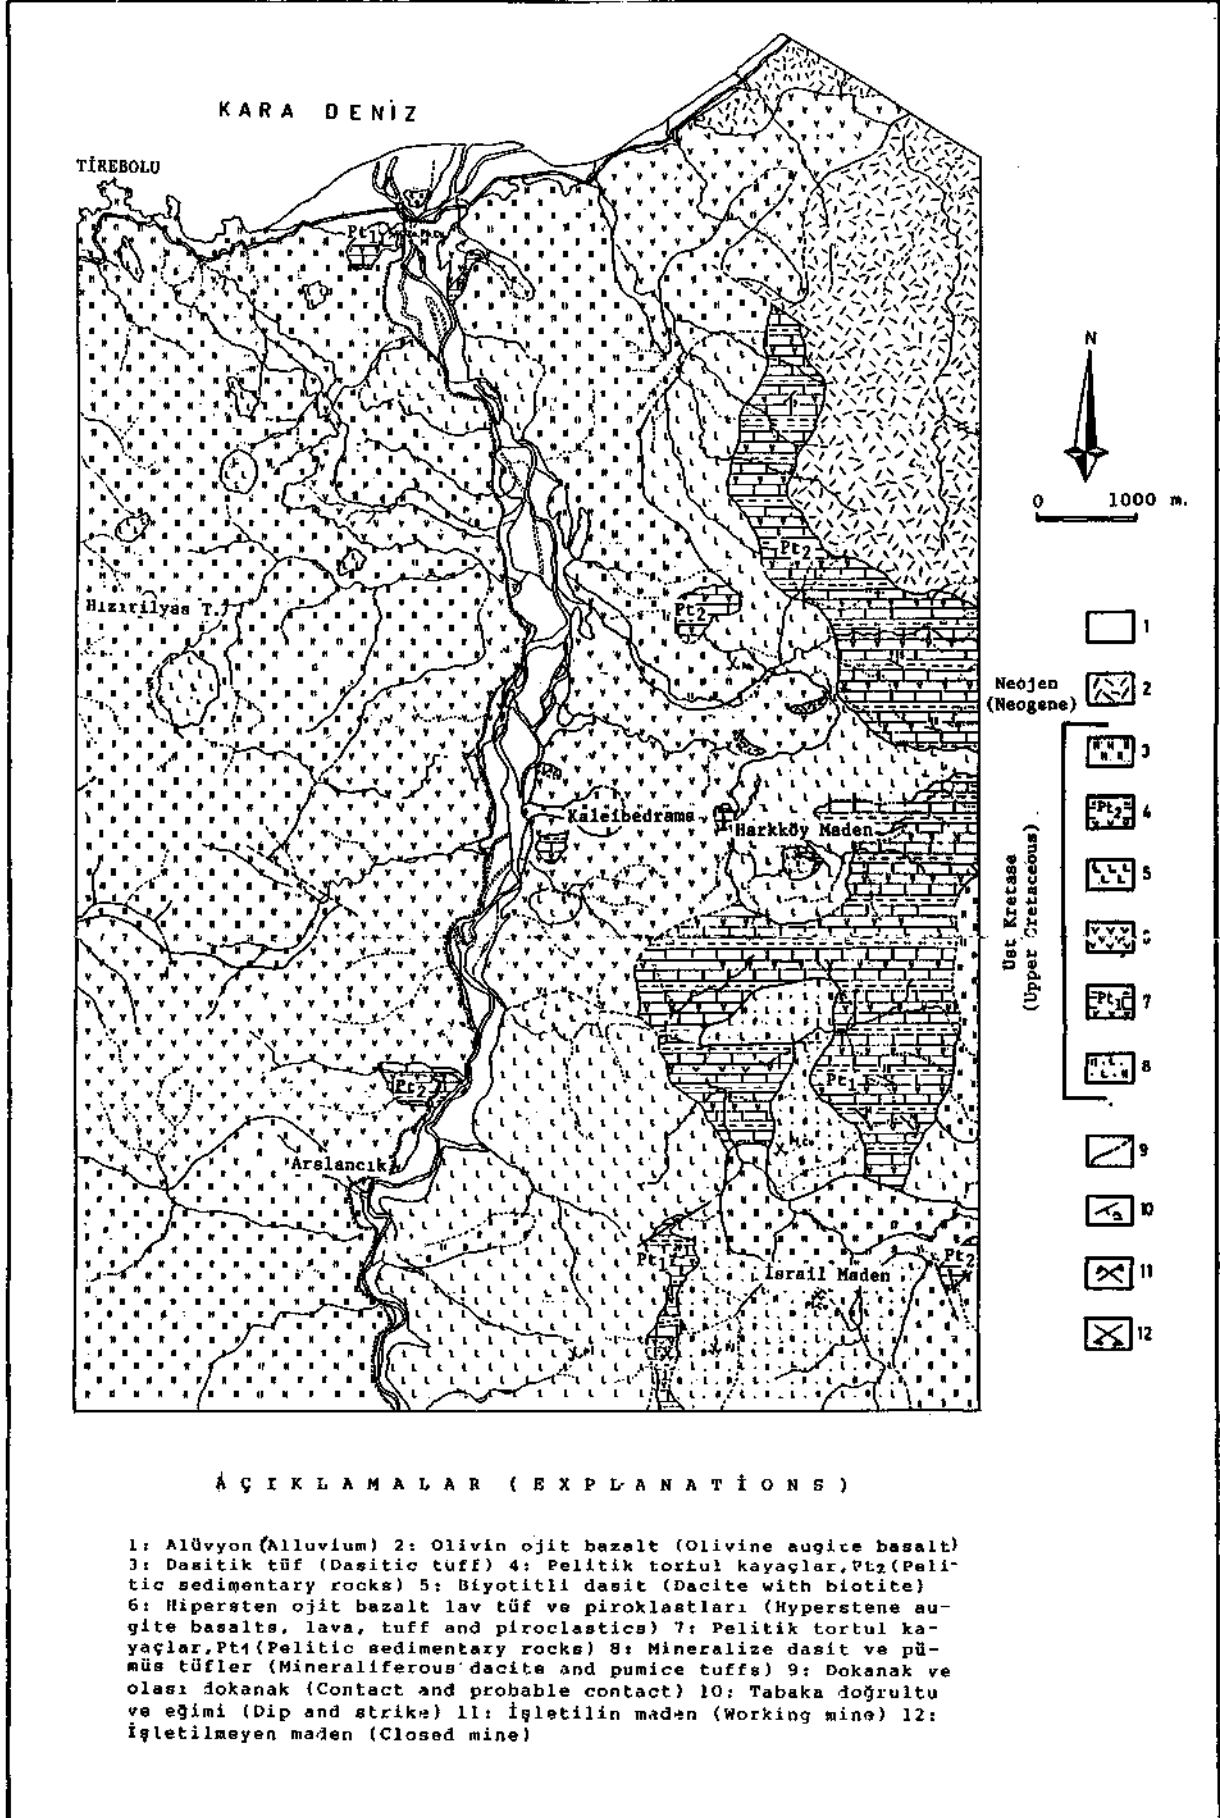 KARA DENİZ
TİREBOLU
Pt1
N
0 1000 m.
Pt2
Pt2
Hızırilyas T.
1
Neojen
(Neogene)
2
3
Pt2 4
5
6
Pt1 7
8
Üst Kretase
(Upper Cretaceous)
Kaleibedrama
Harkköy Maden
Pt2
Pt1
Arslancık
Pt1
Pt2
İsrail Maden
9
10
11
12
AÇIKLAMALAR (EXPLANATIONS)
1: Alüvyon (Alluvium) 2: Olivin ojit bazalt (Olivine augite basalt)
3: Dasitik tüf (Dasitic tuff) 4: Pelitik tortul kayaçlar,Pt2(Peli-
tic sedimentary rocks) 5: Biyotitli dasit (Dacite with biotite)
6: Hipersten ojit bazalt lav tüf ve piroklastları (Hyperstene au-
gite basalts, lava, tuff and piroclastics) 7: Pelitik tortul ka-
yaçlar,Pt1(Pelitic sedimentary rocks) 8: Mineralize dasit ve pü-
müs tüfler (Mineraliferous dacite and pumice tuffs) 9: Dokanak ve
olası dokanak (Contact and probable contact) 10: Tabaka doğrultu
ve eğimi (Dip and strike) 11: İşletilin maden (Working mine) 12:
İşletilmeyen maden (Closed mine)